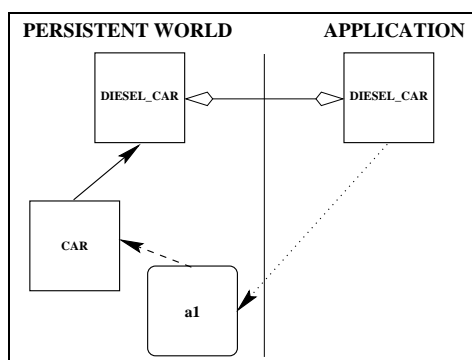 PERSISTENT WORLD APPLICATION
DIESEL_CAR DIESEL_CAR
CAR
a1